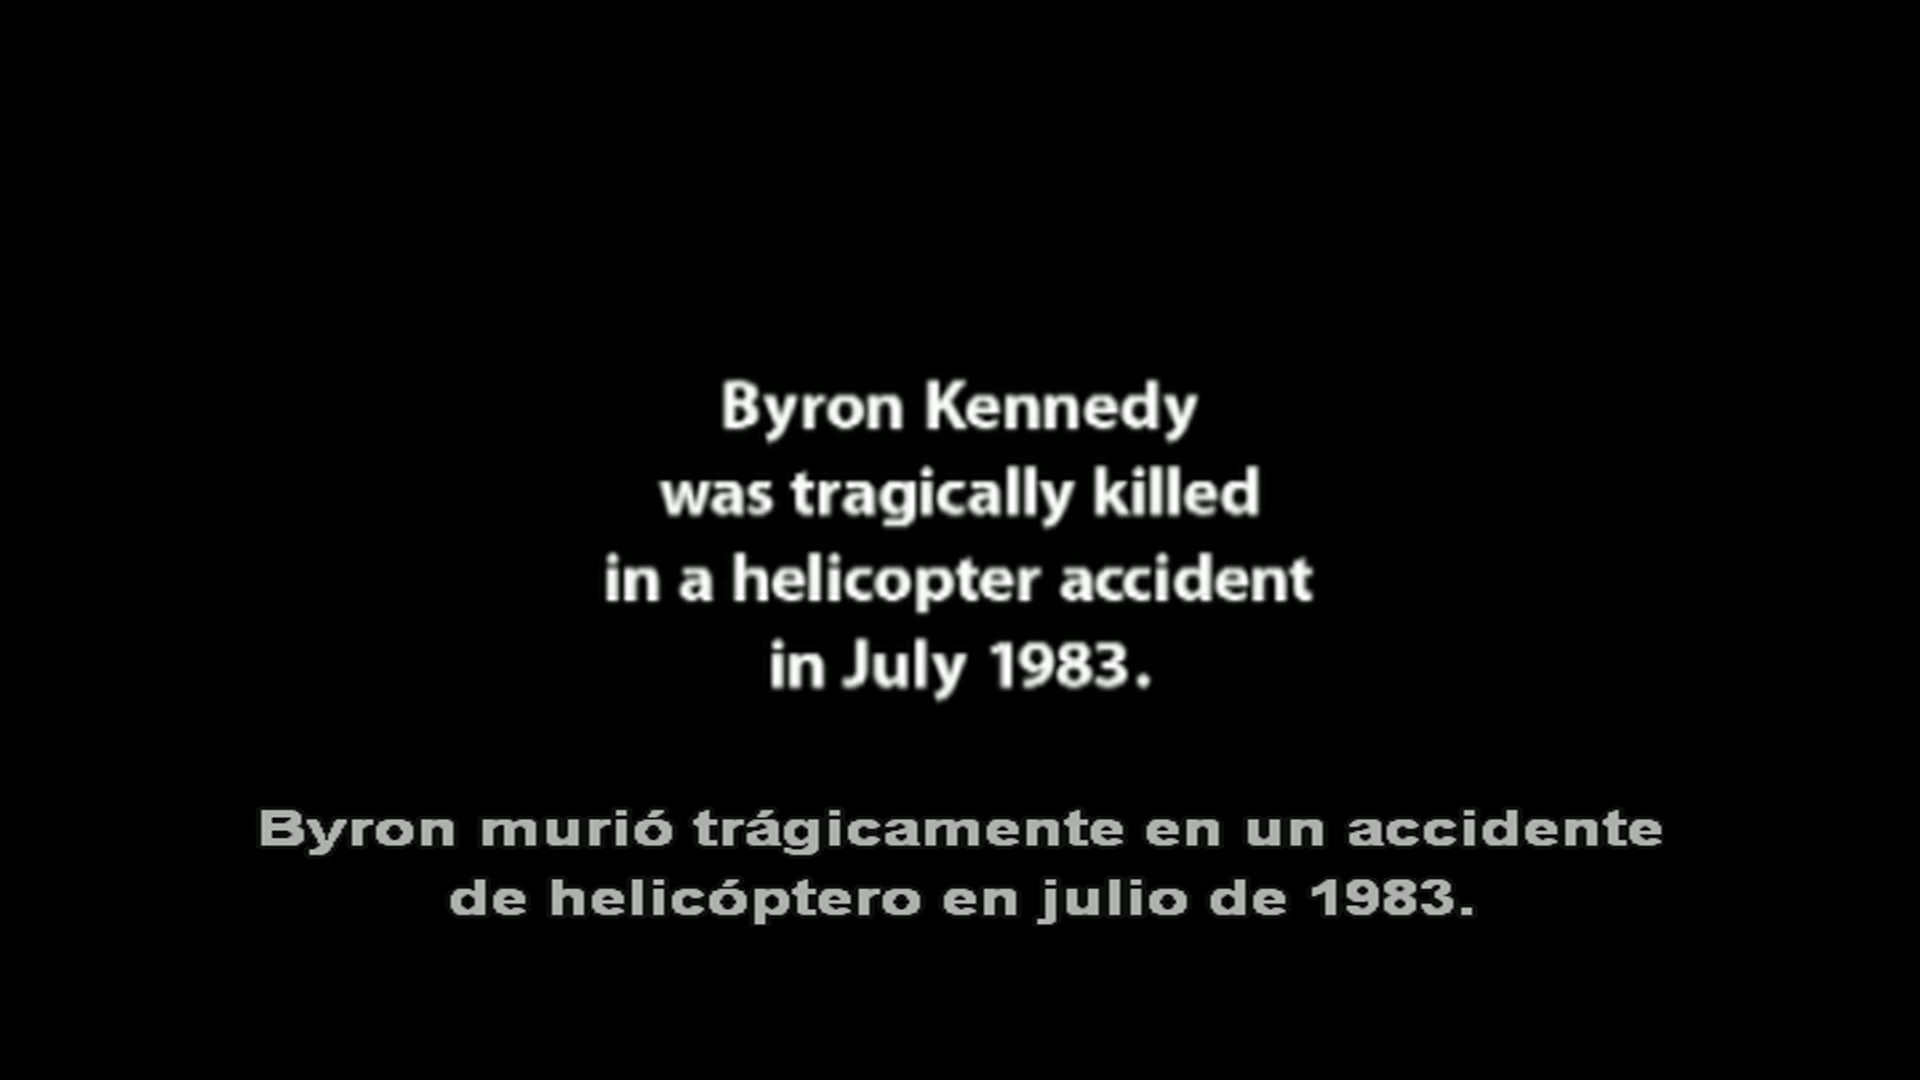 Byron Kennedy
was tragically killed
in a helicopter accident
in July 1983.
Byron murió trágicamente en un accidente
de helicóptero en julio de 1983.